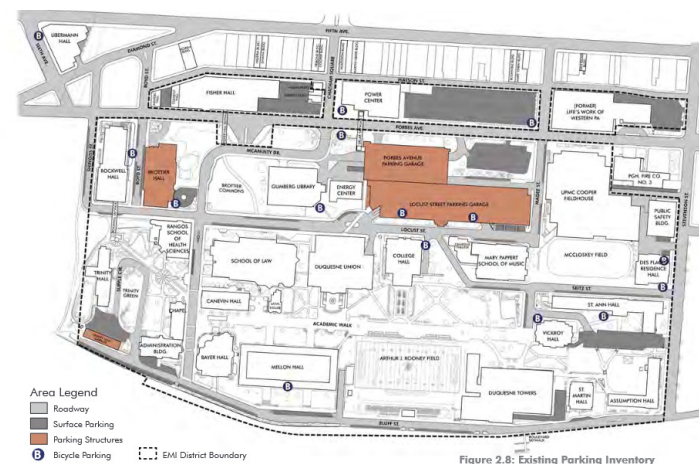 FIFTH AVE.
LIBERMANN
HALL
DIAMOND ST.
WATSON ST.
FISHER HALL
POWER
CENTER
(FORMER)
LIFE'S WORK OF
WESTERN PA
FORBES AVE.
MCANULTY DR.
ROCKWELL
HALL
BROTTIER
HALL
BROTTIER
COMMONS
GUMBERG LIBRARY
ENERGY
CENTER
FORBES AVENUE
PARKING GARAGE
LOCUST STREET PARKING GARAGE
UPMC COOPER
FIELDHOUSE
PGH. FIRE CO.
NO. 3
PUBLIC
SAFETY
BLDG.
LOCUST ST.
RANGOS
SCHOOL
OF HEALTH
SCIENCES
SCHOOL OF LAW
DUQUESNE UNION
COLLEGE
HALL
MARY PAPPERT
SCHOOL OF MUSIC
MCCLOSKEY FIELD
DES PLACES
RESIDENCE
HALL
SEITZ ST.
TRINITY
HALL
TRINITY
GREEN
CHAPEL
CANEVIN HALL
ACADEMIC WALK
ST. ANN HALL
VICKROY
HALL
ADMINISTRATION
BLDG.
BAYER HALL
MELLON HALL
ARTHUR J. ROONEY FIELD
DUQUESNE TOWERS
ST.
MARTIN
HALL
ASSUMPTION HALL
BLUFF ST.
Area Legend
Roadway
Surface Parking
Parking Structures
B Bicycle Parking
EMI District Boundary
Figure 2.8: Existing Parking Inventory